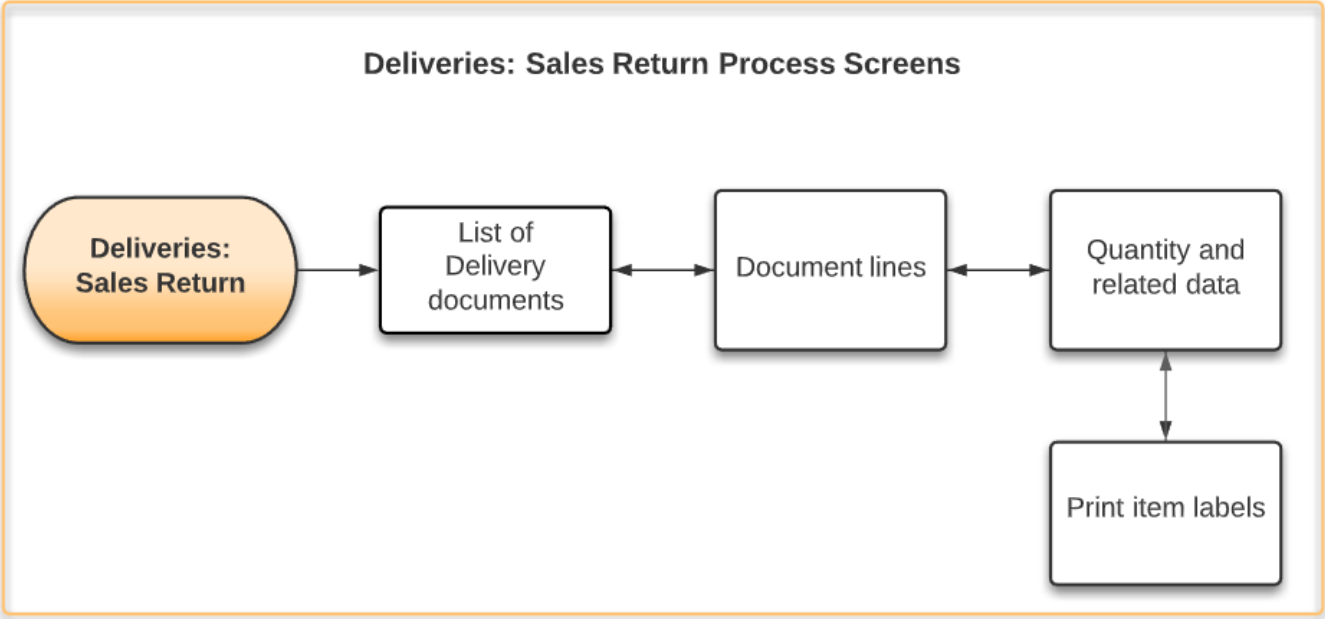 Deliveries: Sales Return Process Screens
Deliveries:
Sales Return
List of
Delivery
documents
Document lines
Quantity and
related data
Print item labels